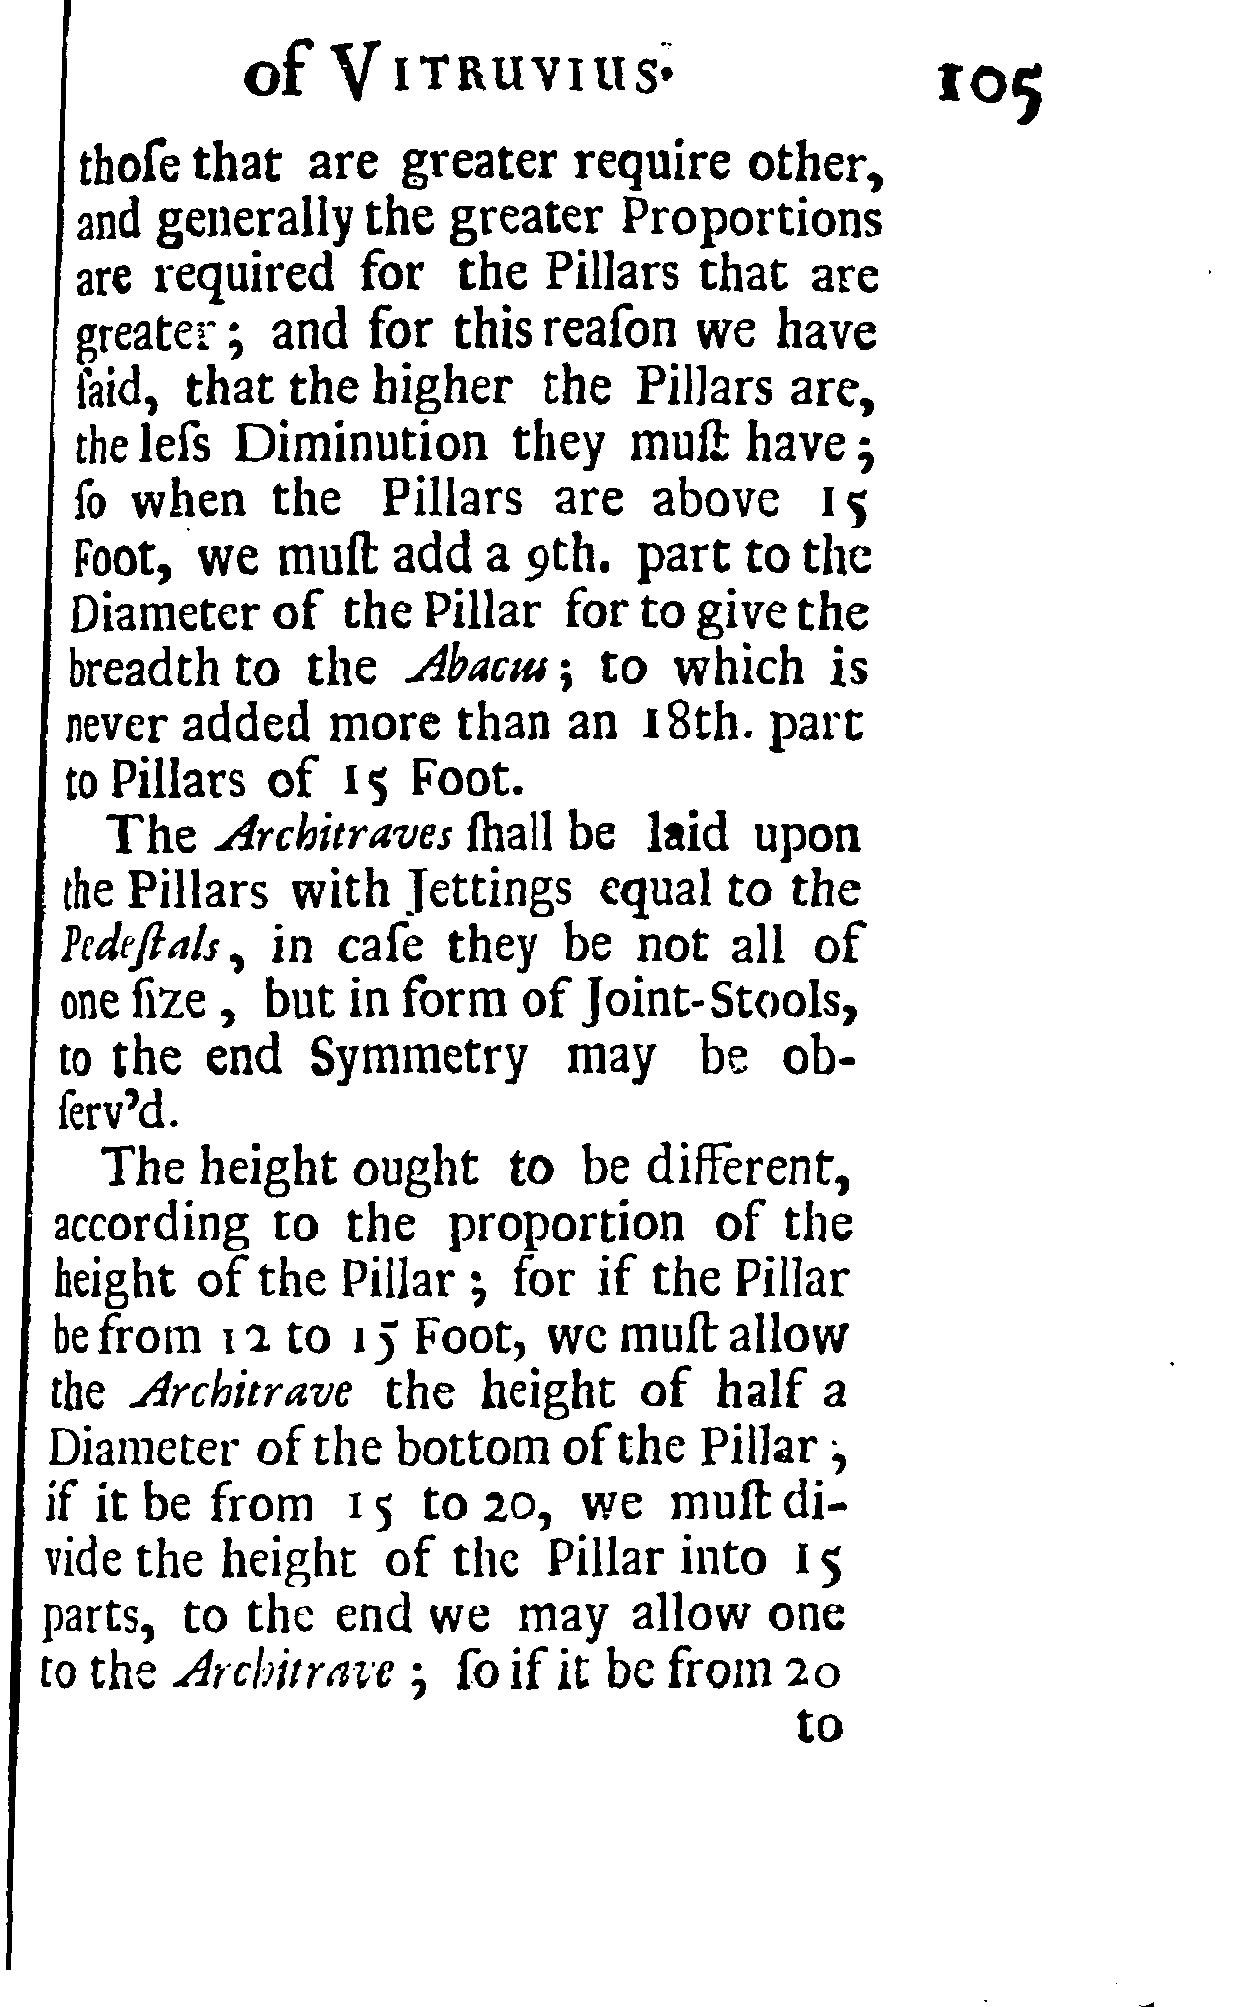 of VITRUVIUS. 105
thoſe that are greater require other,
and generally the greater Proportions
are required for the Pillars that are
greater; and for this reaſon we have
ſaid, that the higher the Pillars are,
the leſs Diminution they muſt have;
ſo when the Pillars are above 15
Foot, we muſt add a 9th. part to the
Diameter of the Pillar for to give the
breadth to the Abacus; to which is
never added more than an 18th. part
to Pillars of 15 Foot.
The Architraves ſhall be laid upon
the Pillars with Jettings equal to the
Pedeſtals, in caſe they be not all of
one ſize, but in form of Joint-Stools,
to the end Symmetry may be ob-
ſerv'd.
The height ought to be different,
according to the proportion of the
height of the Pillar; for if the Pillar
be from 12 to 15 Foot, we muſt allow
the Architrave the height of half a
Diameter of the bottom of the Pillar;
if it be from 15 to 20, we muſt di-
vide the height of the Pillar into 15
parts, to the end we may allow one
to the Architrave; ſo if it be from 20
to